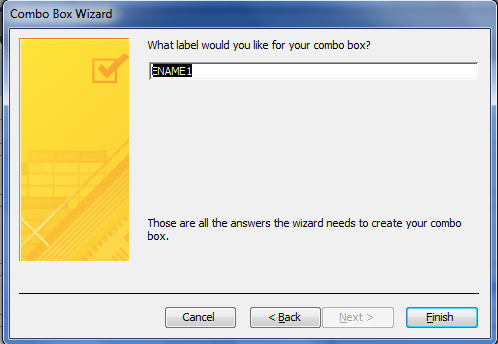 Combo Box Wizard
What label would you like for your combo box?
ENAME1
Those are all the answers the wizard needs to create your combo
box.
Cancel
< Back
Next >
Finish